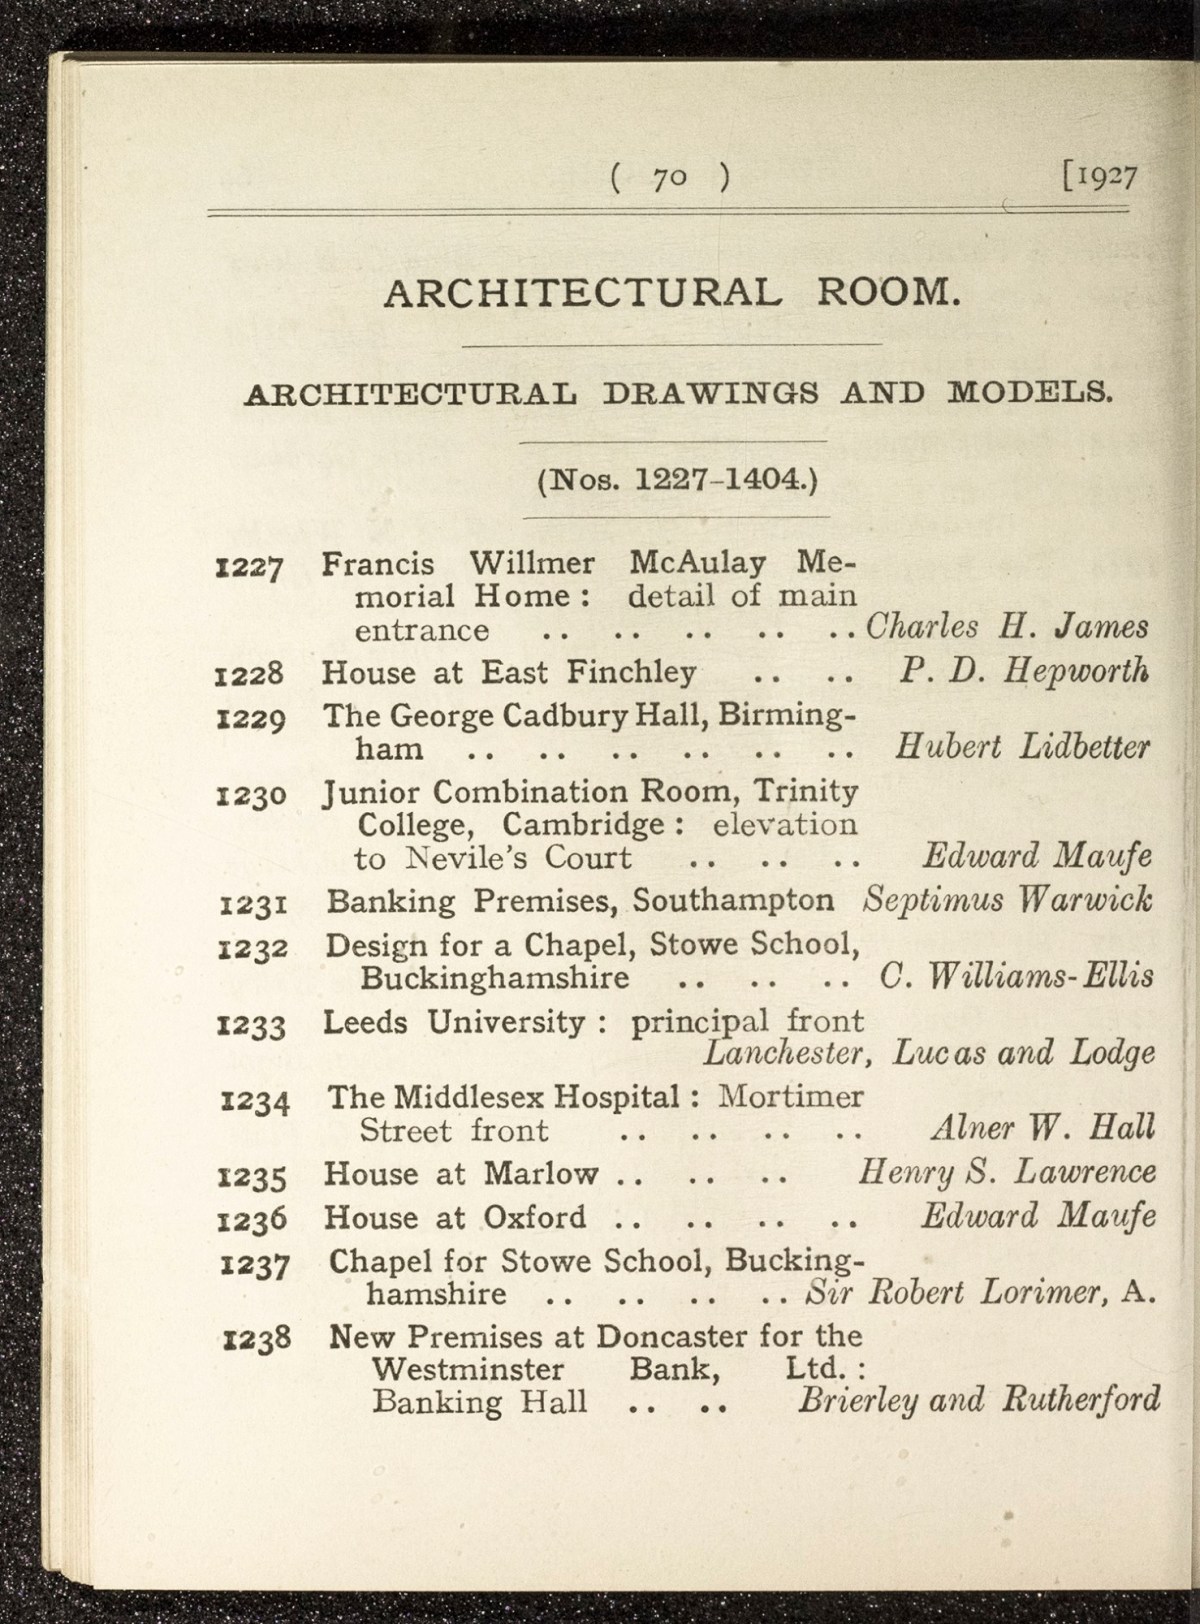 ( 70 ) [1927
ARCHITECTURAL ROOM.
ARCHITECTURAL DRAWINGS AND MODELS.
(Nos. 1227–1404.)
1227 Francis Willmer McAulay Me-
morial Home : detail of main
entrance .. .. .. .. .. Charles H. James
1228 House at East Finchley .. .. P. D. Hepworth
1229 The George Cadbury Hall, Birming-
ham .. .. .. .. .. .. Hubert Lidbetter
1230 Junior Combination Room, Trinity
College, Cambridge : elevation
to Nevile's Court .. .. .. Edward Maufe
1231 Banking Premises, Southampton Septimus Warwick
1232 Design for a Chapel, Stowe School,
Buckinghamshire .. .. .. C. Williams-Ellis
1233 Leeds University : principal front
Lanchester, Lucas and Lodge
1234 The Middlesex Hospital : Mortimer
Street front .. .. .. .. Alner W. Hall
1235 House at Marlow .. .. .. Henry S. Lawrence
1236 House at Oxford .. .. .. .. Edward Maufe
1237 Chapel for Stowe School, Bucking-
hamshire .. .. .. .. Sir Robert Lorimer, A.
1238 New Premises at Doncaster for the
Westminster Bank, Ltd. :
Banking Hall .. .. Brierley and Rutherford